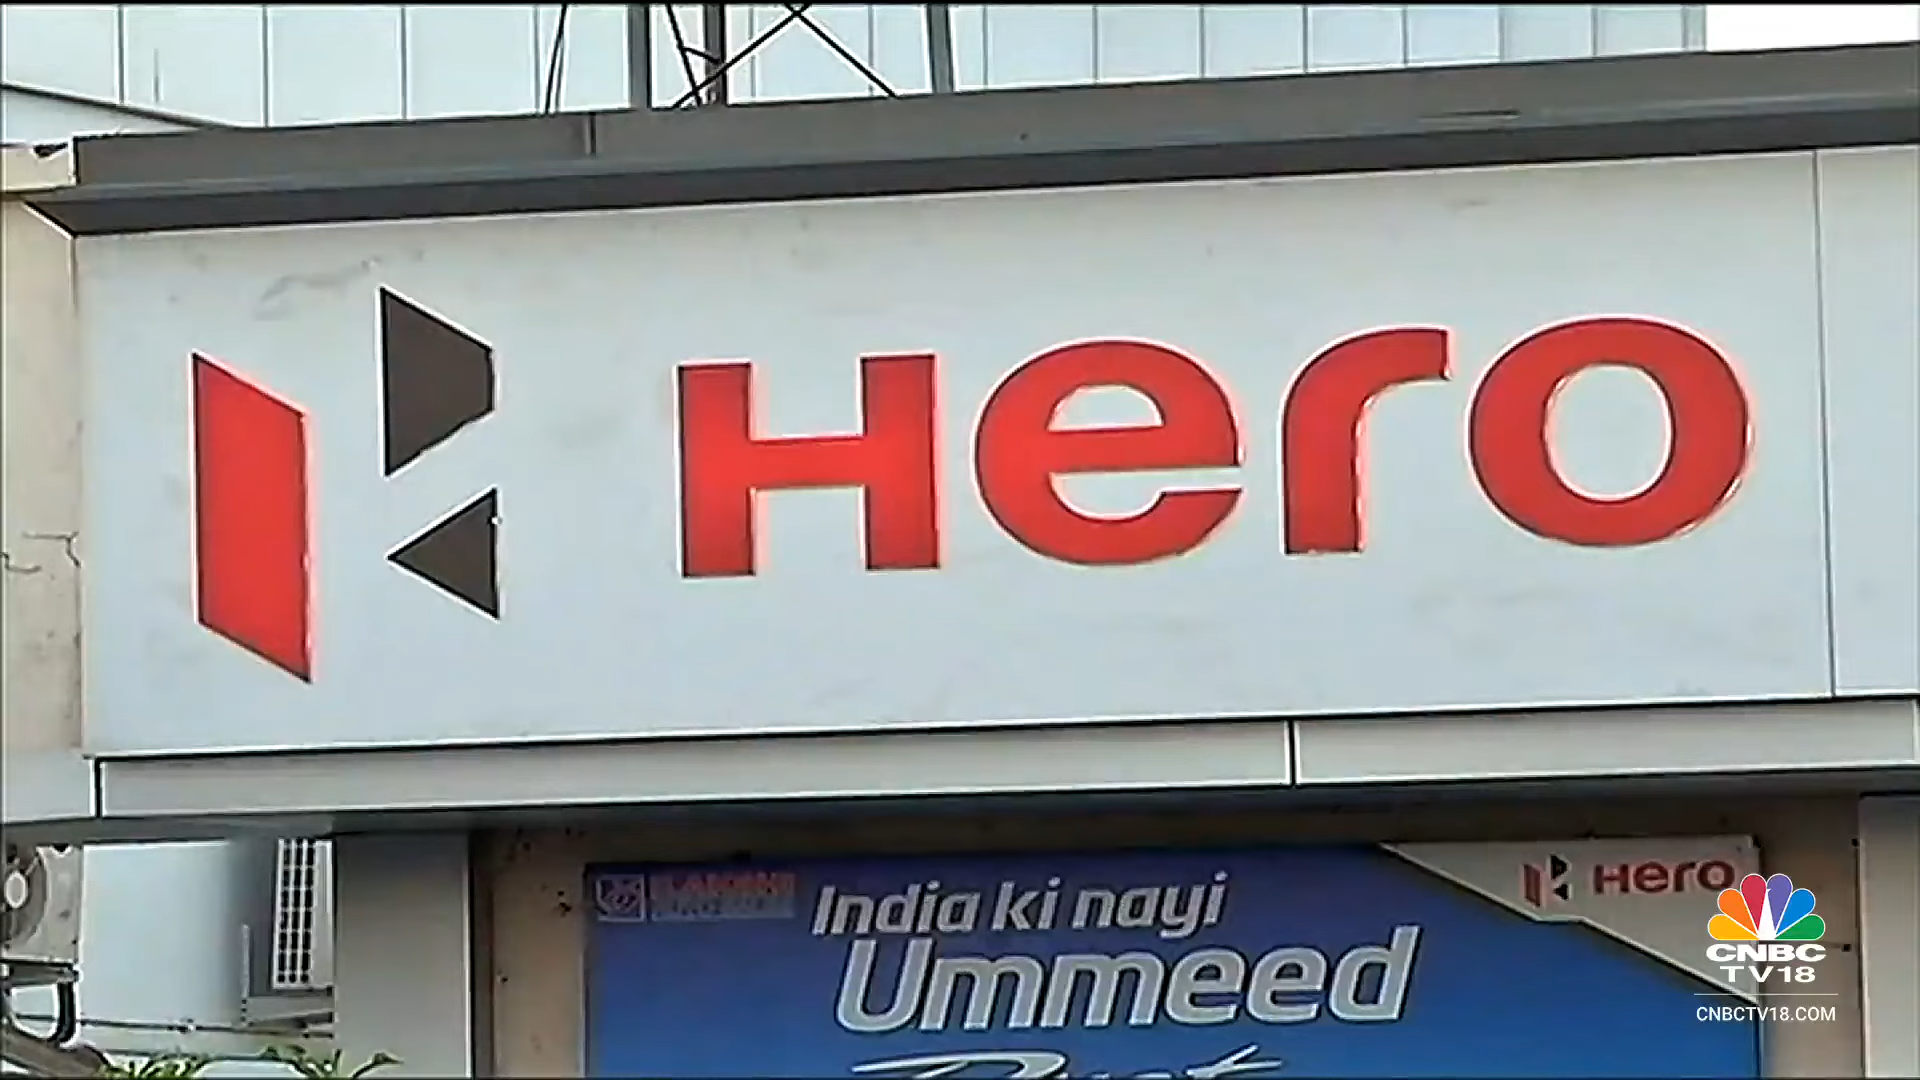 Hero
Hero
India ki nayi
Ummeed
CNBC
TV18
CNBCTV18.COM